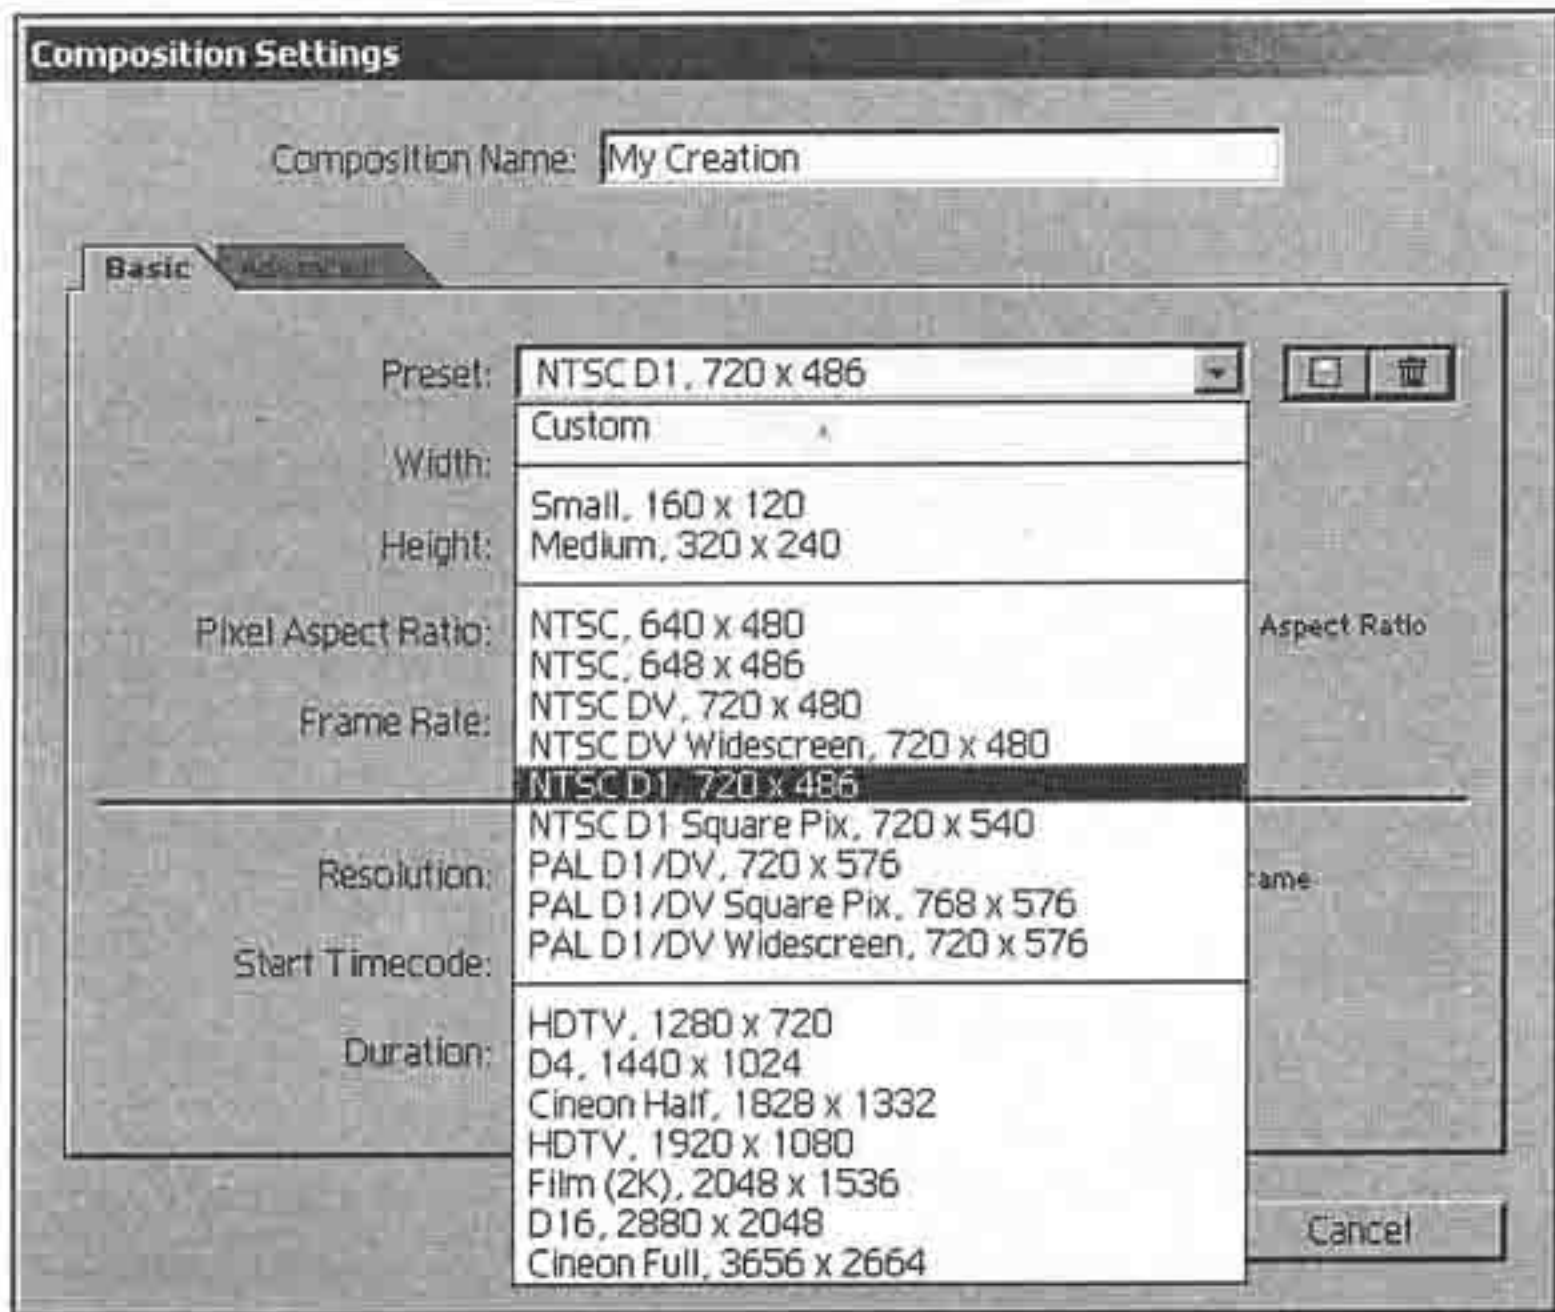 Composition Settings
Composition Name: My Creation
Basic Advanced
Preset: NTSC D1, 720 x 486
Custom
Width:
Small, 160 x 120
Height:
Medium, 320 x 240
Pixel Aspect Ratio:
NTSC, 640 x 480
Aspect Ratio
NTSC, 648 x 486
Frame Rate:
NTSC DV, 720 x 480
NTSC DV Widescreen, 720 x 480
NTSC D1, 720 x 486
NTSC D1 Square Pix, 720 x 540
Resolution:
PAL D1/DV, 720 x 576
ame
PAL D1/DV Square Pix, 768 x 576
Start Timecode:
PAL D1/DV Widescreen, 720 x 576
HDTV, 1280 x 720
Duration:
D4, 1440 x 1024
Cineon Half, 1828 x 1332
HDTV, 1920 x 1080
Film (2K), 2048 x 1536
D16, 2880 x 2048
Cancel
Cineon Full, 3656 x 2664